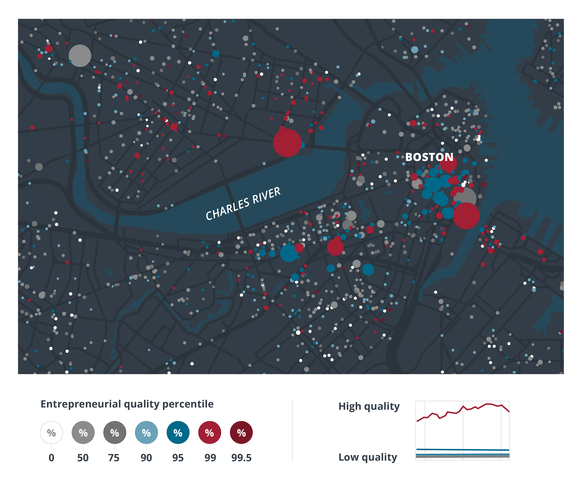 BOSTON
CHARLES RIVER
Entrepreneurial quality percentile
% % % % % % %
0 50 75 90 95 99 99.5
High quality
Low quality